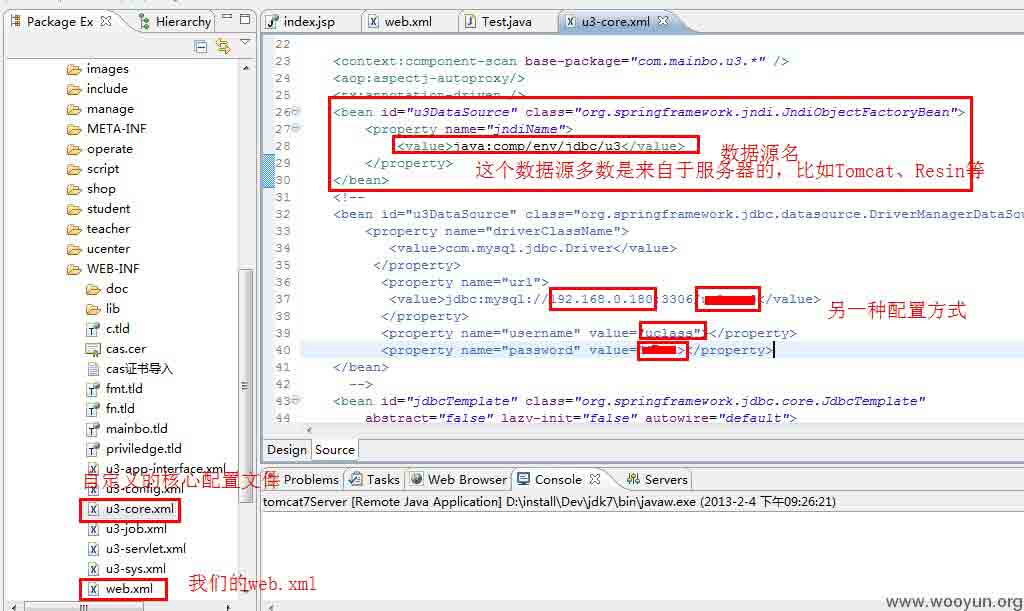 Package Ex
Hierarchy
index.jsp
web.xml
Test.java
u3-core.xml
images
include
manage
META-INF
operate
script
shop
student
teacher
ucenter
WEB-INF
doc
lib
c.tld
cas.cer
cas证书导入
fmt.tld
fn.tld
mainbo.tld
priviledge.tld
u3-app-interface.xml
自定义的核心配置文件
u3-config.xml
u3-core.xml
u3-job.xml
u3-servlet.xml
u3-sys.xml
web.xml
我们的web.xml
22
23 <context:component-scan base-package="com.mainbo.u3.*" />
24 <aop:aspectj-autoproxy/>
25 <tx:annotation-driven />
26 <bean id="u3DataSource" class="org.springframework.jndi.JndiObjectFactoryBean">
27 <property name="jndiName">
28 <value>java:comp/env/jdbc/u3</value>
数据源名
29 </property>
这个数据源多数是来自于服务器的，比如Tomcat、Resin等
30 </bean>
31 <!--
32 <bean id="u3DataSource" class="org.springframework.jdbc.datasource.DriverManagerDataSou
33 <property name="driverClassName">
34 <value>com.mysql.jdbc.Driver</value>
35 </property>
36 <property name="url">
37 <value>jdbc:mysql://192.168.0.180:3306/ </value>
另一种配置方式
38 </property>
39 <property name="username" value="uclass"></property>
40 <property name="password" value= ></property>
41 </bean>
42 -->
43 <bean id="jdbcTemplate" class="org.springframework.jdbc.core.JdbcTemplate"
44 abstract="false" lazy-init="false" autowire="default">
Design
Source
Problems
Tasks
Web Browser
Console
Servers
tomcat7Server [Remote Java Application] D:\install\Dev\jdk7\bin\javaw.exe (2013-2-4 下午09:26:21)
www.wooyun.org